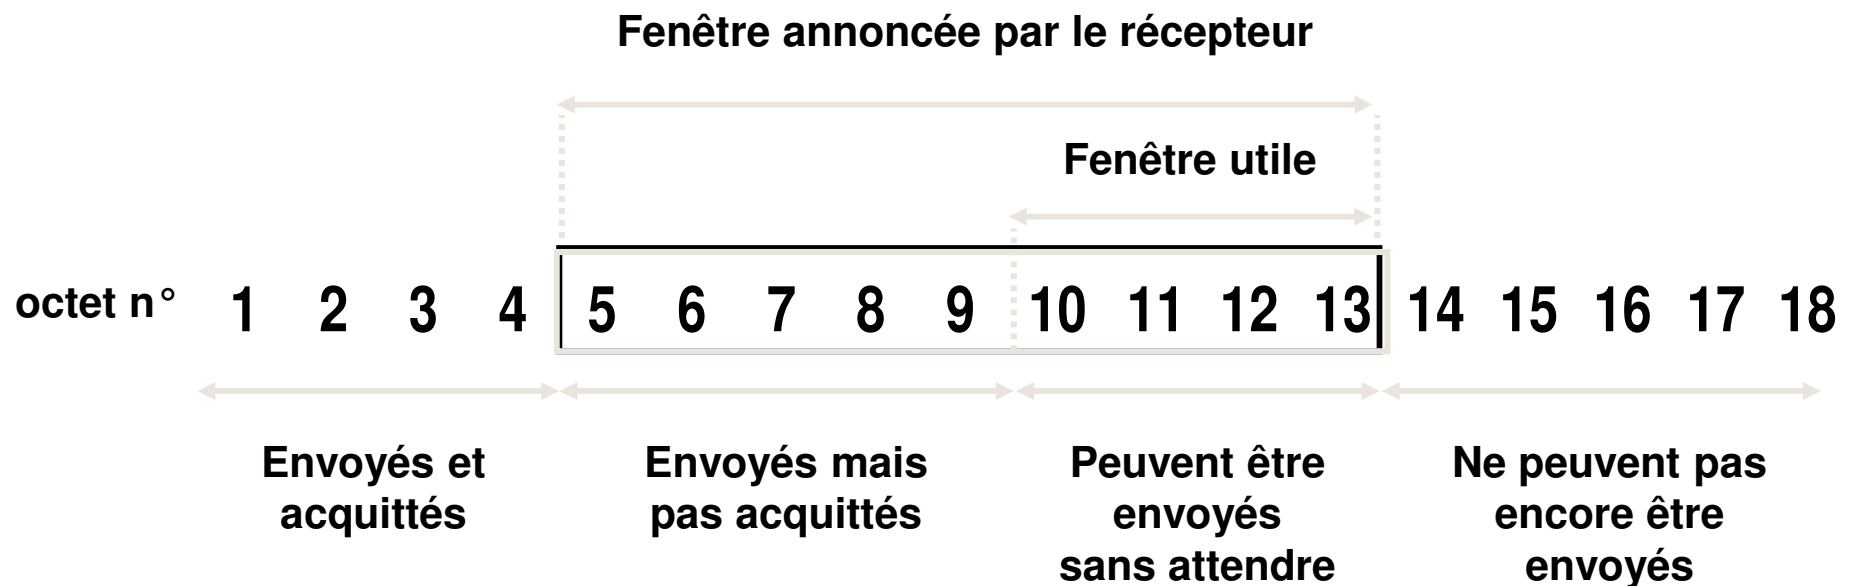 Fenêtre annoncée par le récepteur
Fenêtre utile
octet n° 1 2 3 4 5 6 7 8 9 10 11 12 13 14 15 16 17 18
Envoyés et
acquittés
Envoyés mais
pas acquittés
Peuvent être
envoyés
sans attendre
Ne peuvent pas
encore être
envoyés